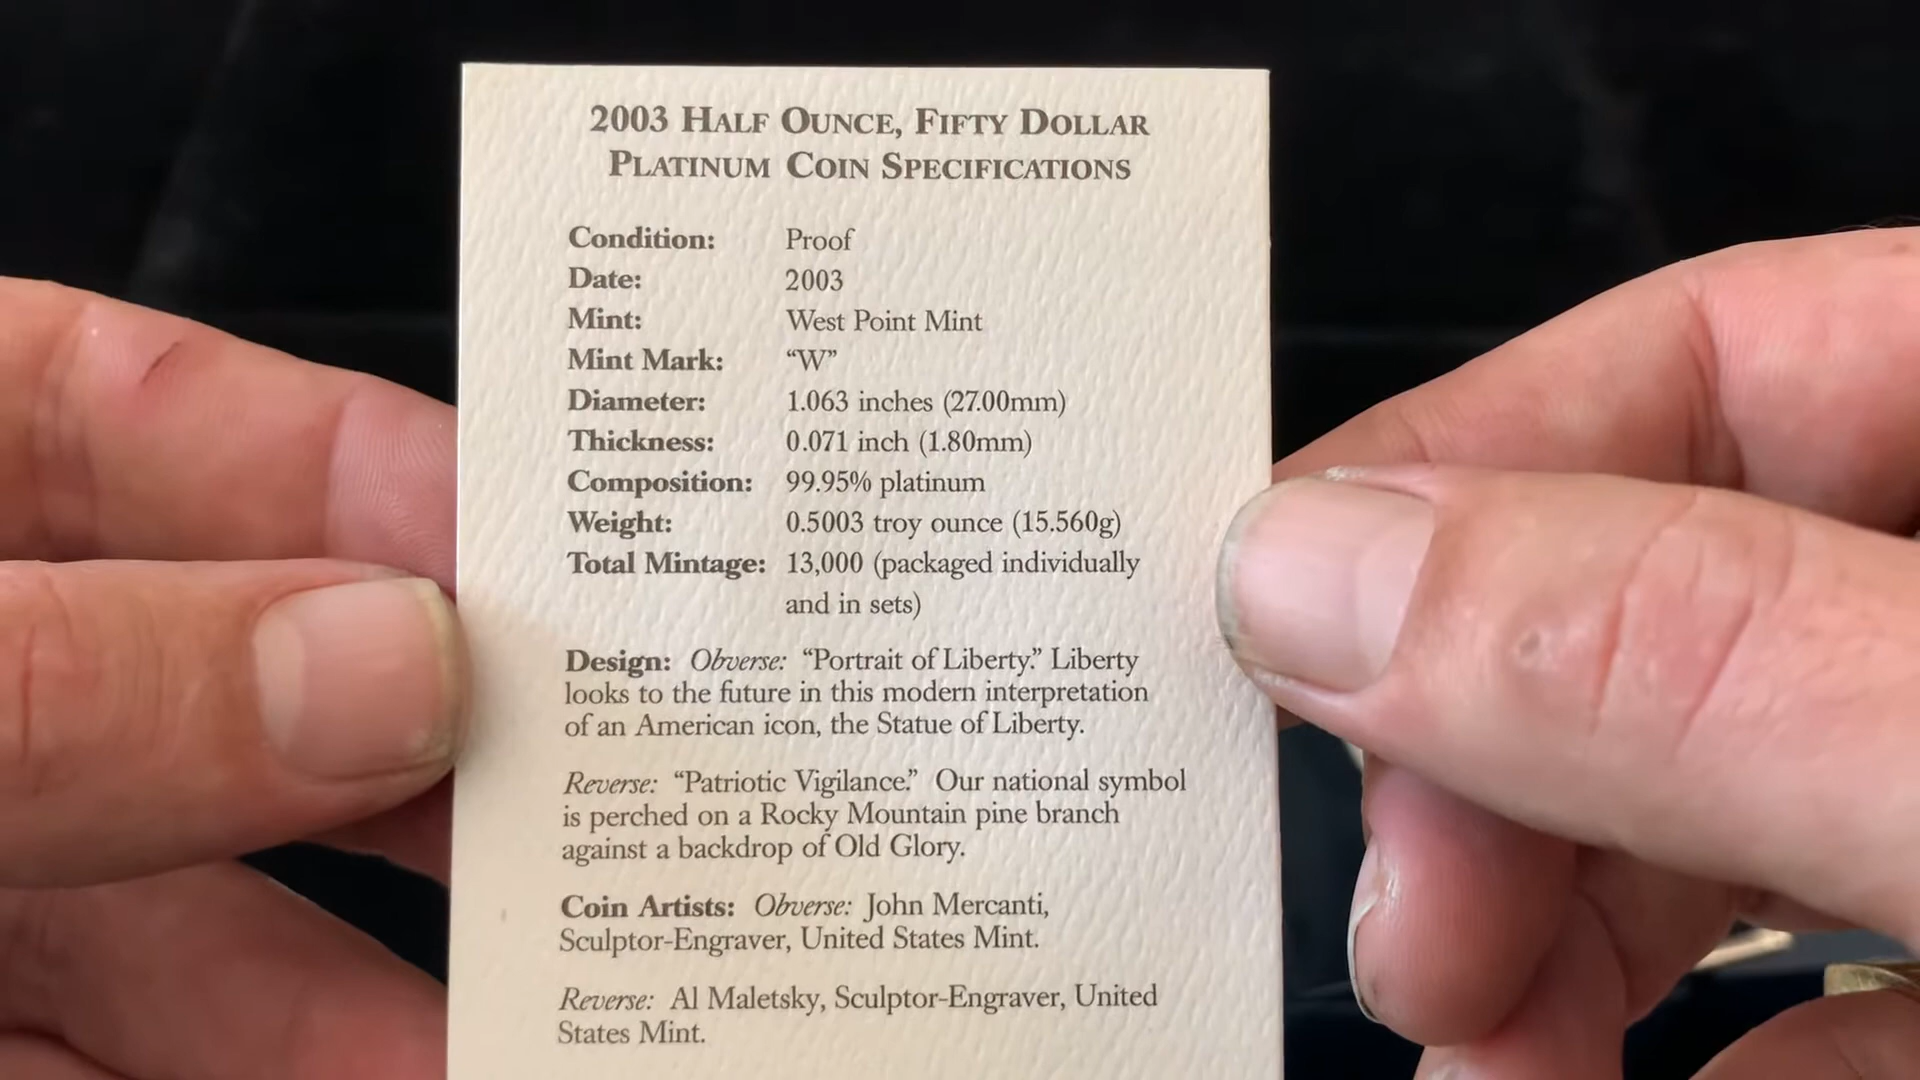 2003 Half Ounce, Fifty Dollar
Platinum Coin Specifications
Condition: Proof
Date: 2003
Mint: West Point Mint
Mint Mark: “W”
Diameter: 1.063 inches (27.00mm)
Thickness: 0.071 inch (1.80mm)
Composition: 99.95% platinum
Weight: 0.5003 troy ounce (15.560g)
Total Mintage: 13,000 (packaged individually
and in sets)
Design: Obverse: “Portrait of Liberty.” Liberty
looks to the future in this modern interpretation
of an American icon, the Statue of Liberty.
Reverse: “Patriotic Vigilance.” Our national symbol
is perched on a Rocky Mountain pine branch
against a backdrop of Old Glory.
Coin Artists: Obverse: John Mercanti,
Sculptor-Engraver, United States Mint.
Reverse: Al Maletsky, Sculptor-Engraver, United
States Mint.